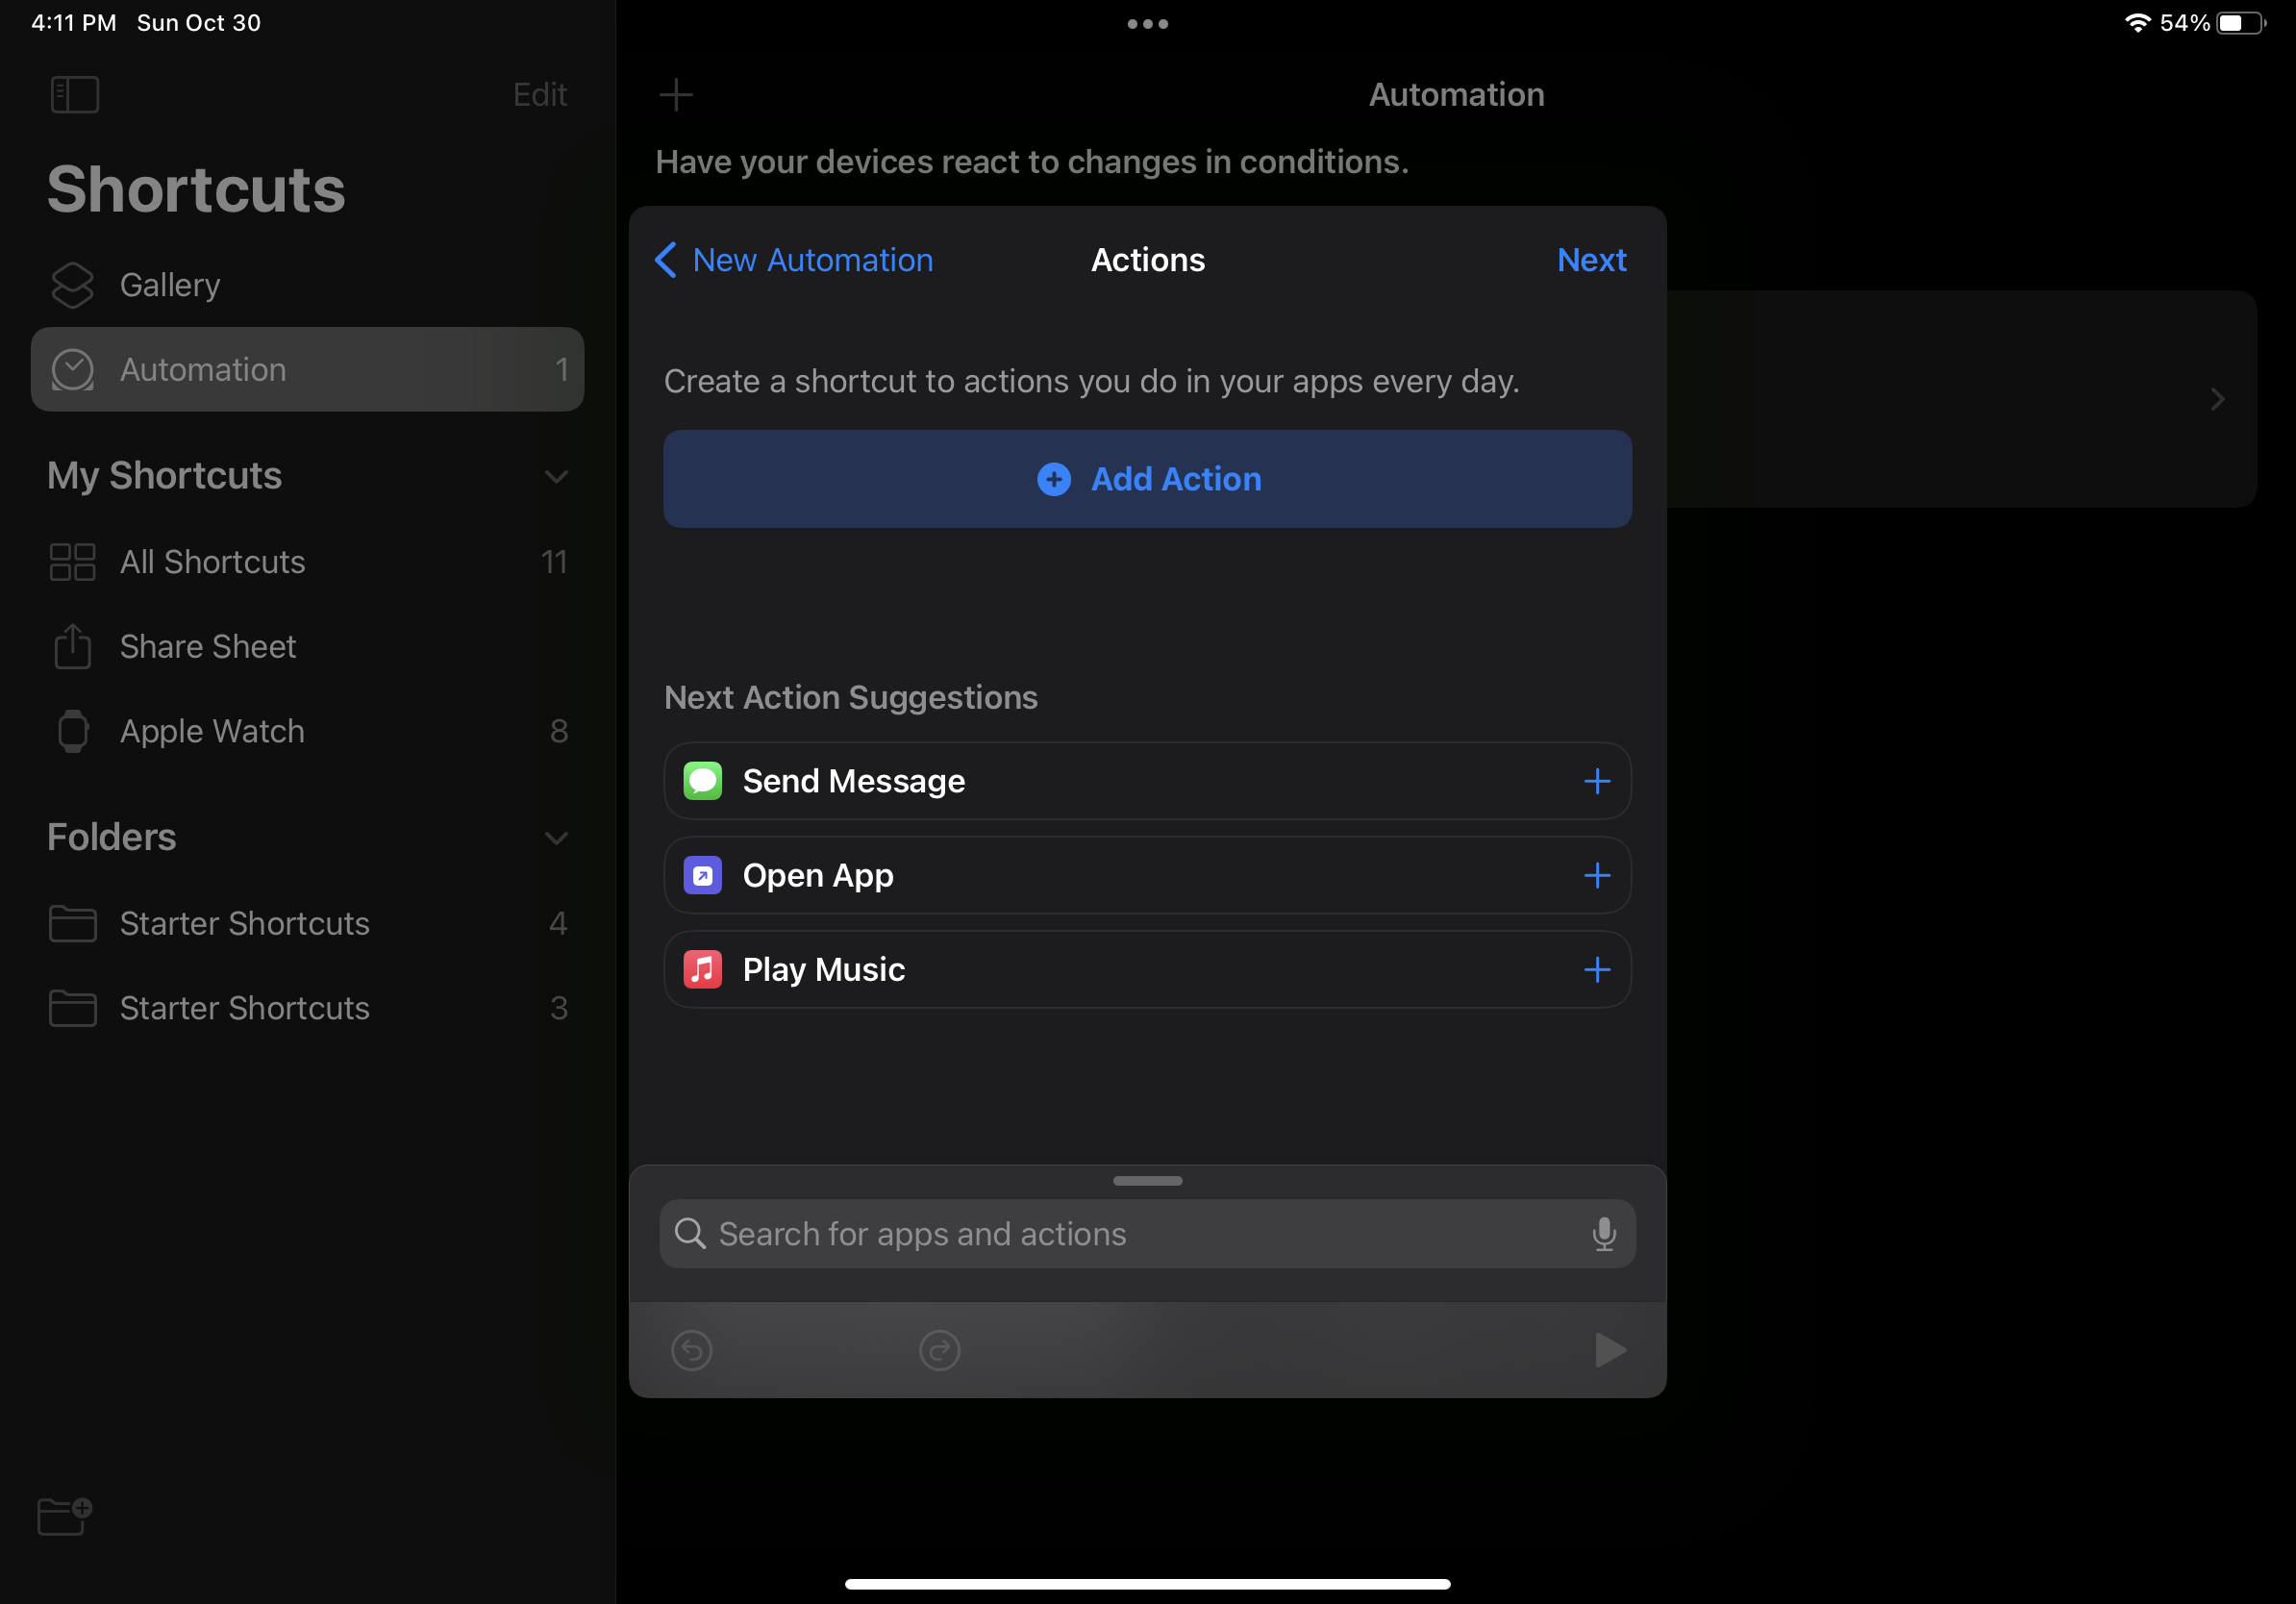 4:11 PM Sun Oct 30
54%
Edit
Shortcuts
Gallery
Automation 1
My Shortcuts
All Shortcuts 11
Share Sheet
Apple Watch 8
Folders
Starter Shortcuts 4
Starter Shortcuts 3
Automation
Have your devices react to changes in conditions.
New Automation Actions Next
Create a shortcut to actions you do in your apps every day.
Add Action
Next Action Suggestions
Send Message
Open App
Play Music
Search for apps and actions